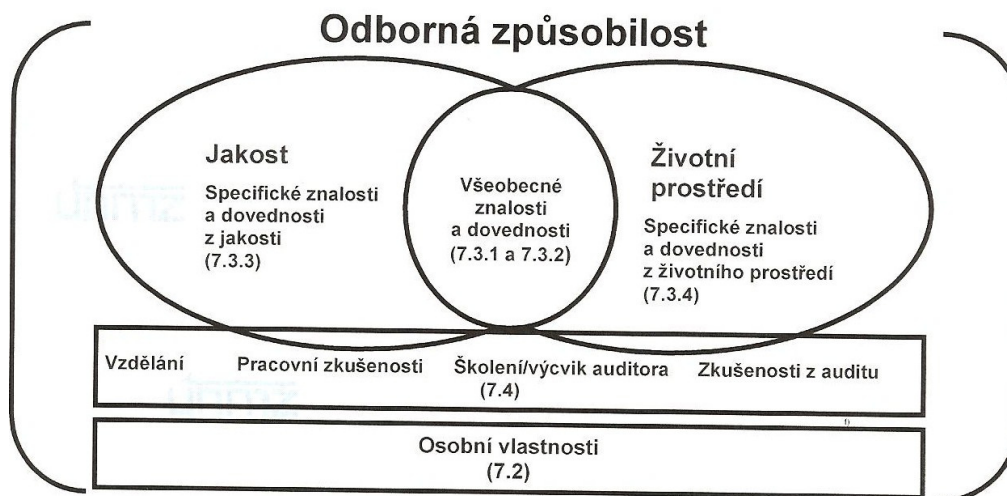 Odborná způsobilost
Jakost
Specifické znalosti
a dovednosti
z jakosti
(7.3.3)
Všeobecné
znalosti
a dovednosti
(7.3.1 a 7.3.2)
Životní
prostředí
Specifické znalosti
a dovednosti
z životního prostředí
(7.3.4)
Vzdělání Pracovní zkušenosti Školení/výcvik auditora Zkušenosti z auditu
(7.4)
Osobní vlastnosti
(7.2)